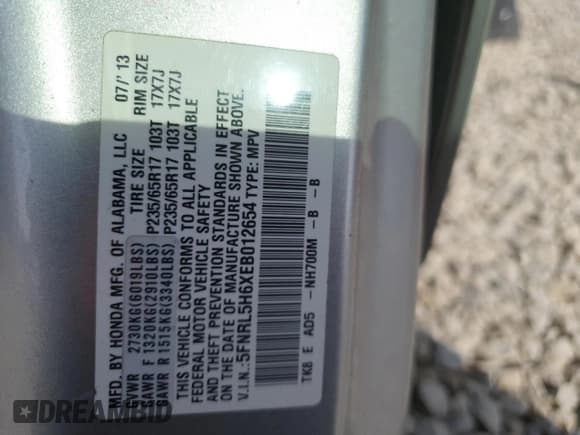 MFD. BY HONDA MFG. OF ALABAMA, LLC 07/'13
GVWR 2730KG(6019LBS) TIRE SIZE RIM SIZE
GAWR F 1320KG(2910LBS) P235/65R17 103T 17X7J
GAWR R 1515KG(3340LBS) P235/65R17 103T 17X7J
THIS VEHICLE CONFORMS TO ALL APPLICABLE
FEDERAL MOTOR VEHICLE SAFETY
AND THEFT PREVENTION STANDARDS IN EFFECT
ON THE DATE OF MANUFACTURE SHOWN ABOVE.
V.I.N.:5FNRL5H6XEB012654 TYPE: MPV
TK8 E AD5 -NH700M -B -B
DREAMBID